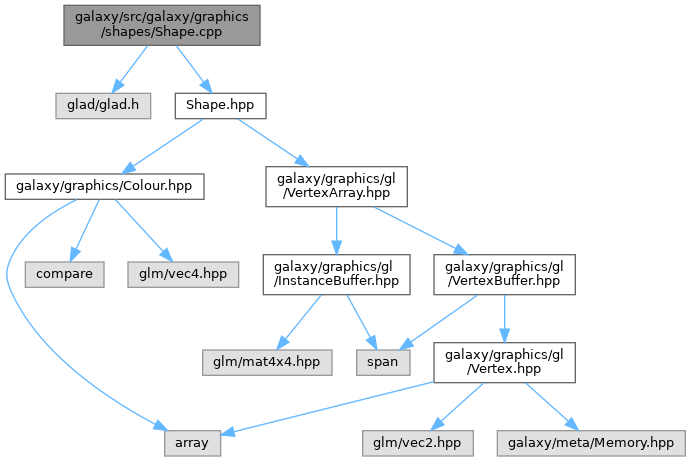 galaxy/src/galaxy/graphics
/shapes/Shape.cpp
glad/glad.h
Shape.hpp
galaxy/graphics/Colour.hpp
galaxy/graphics/gl
/VertexArray.hpp
compare
glm/vec4.hpp
galaxy/graphics/gl
/InstanceBuffer.hpp
galaxy/graphics/gl
/VertexBuffer.hpp
glm/mat4x4.hpp
span
galaxy/graphics/gl
/Vertex.hpp
array
glm/vec2.hpp
galaxy/meta/Memory.hpp